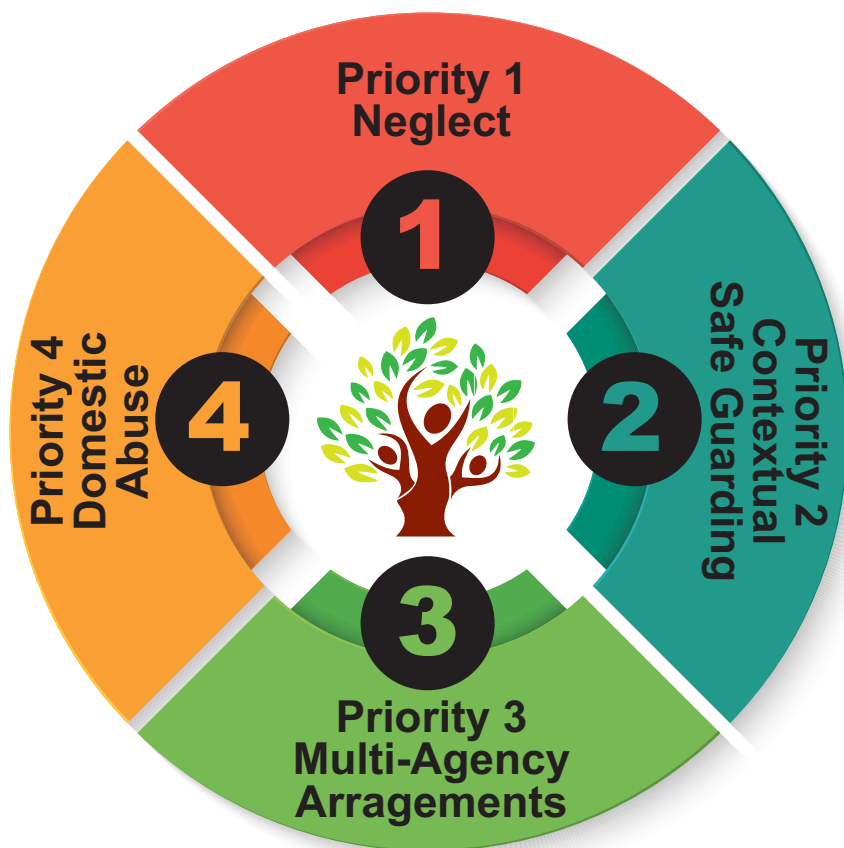 Priority 1
Neglect
1
Priority 2
Contextual
Safe Guarding
2
3
Priority 3
Multi-Agency
Arragements
Priority 4
Domestic
Abuse
4